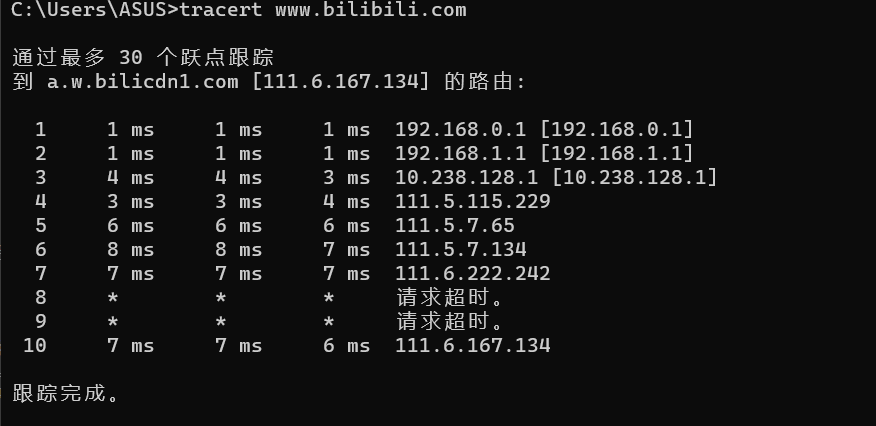 C:\Users\ASUS>tracert www.bilibili.com
通过最多 30 个跃点跟踪
到 a.w.bilicdn1.com [111.6.167.134] 的路由:
1 1 ms 1 ms 1 ms 192.168.0.1 [192.168.0.1]
2 1 ms 1 ms 1 ms 192.168.1.1 [192.168.1.1]
3 4 ms 4 ms 3 ms 10.238.128.1 [10.238.128.1]
4 3 ms 3 ms 4 ms 111.5.115.229
5 6 ms 6 ms 6 ms 111.5.7.65
6 8 ms 8 ms 7 ms 111.5.7.134
7 7 ms 7 ms 7 ms 111.6.222.242
8 * * * 请求超时。
9 * * * 请求超时。
10 7 ms 7 ms 6 ms 111.6.167.134
跟踪完成。